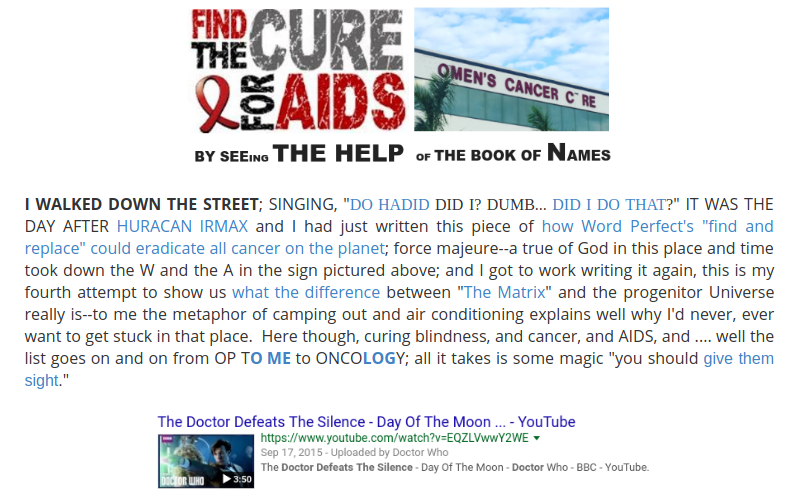 FIND
THE CURE
FOR AIDS
OMEN'S CANCER C RE
BY SEEING THE HELP OF THE BOOK OF NAMES
I WALKED DOWN THE STREET; SINGING, "DO HADID DID I? DUMB... DID I DO THAT?" IT WAS THE
DAY AFTER HURACAN IRMAX and I had just written this piece of how Word Perfect's "find and
replace" could eradicate all cancer on the planet; force majeure--a true of God in this place and time
took down the W and the A in the sign pictured above; and I got to work writing it again, this is my
fourth attempt to show us what the difference between "The Matrix" and the progenitor Universe
really is--to me the metaphor of camping out and air conditioning explains well why I'd never, ever
want to get stuck in that place. Here though, curing blindness, and cancer, and AIDS, and .... well the
list goes on and on from OP TO ME to ONCOLOGY; all it takes is some magic "you should give them
sight."
The Doctor Defeats The Silence - Day Of The Moon ... - YouTube
https://www.youtube.com/watch?v=EQZLVwwY2WE
Sep 17, 2015 - Uploaded by Doctor Who
The Doctor Defeats The Silence - Day Of The Moon - Doctor Who - BBC - YouTube.
BBC
DOCTOR WHO
3:50